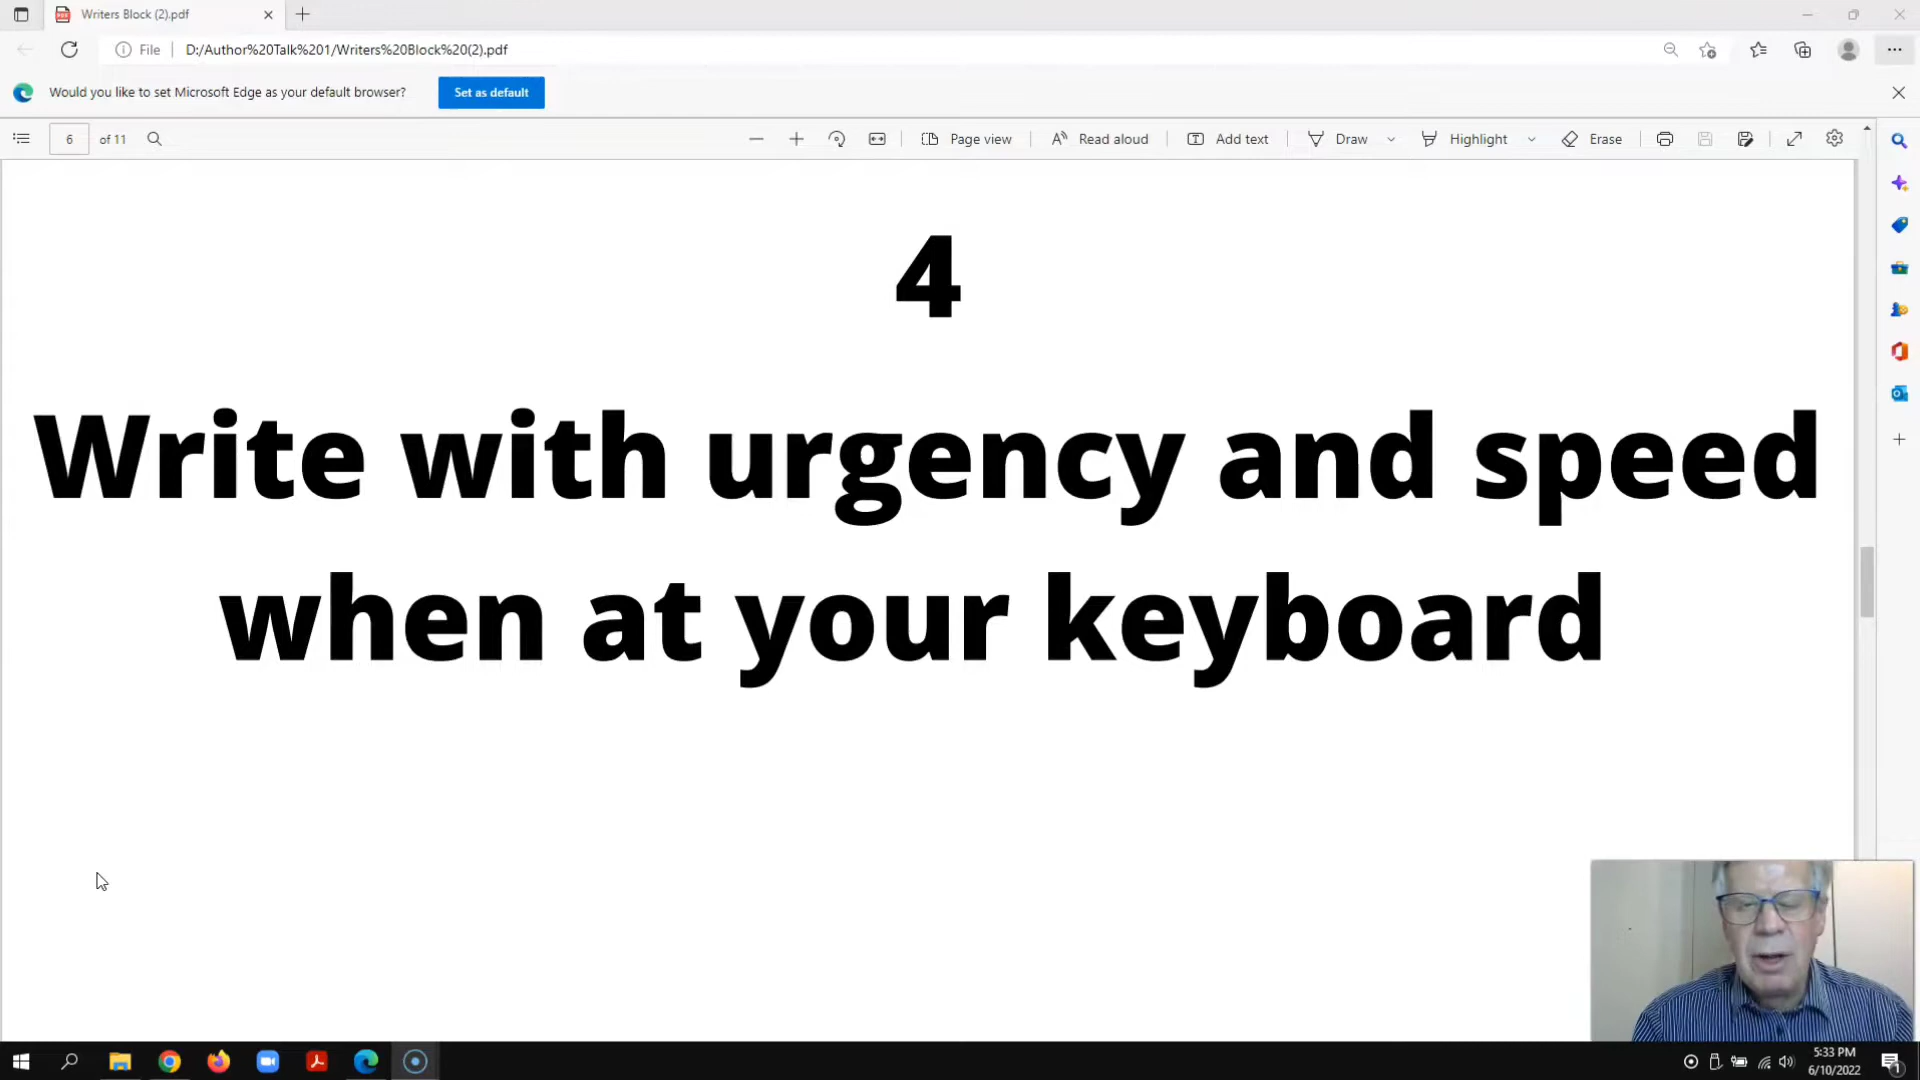 Writers Block (2).pdf
File
D:/Author%20Talk%201/Writers%20Block%20(2).pdf
Would you like to set Microsoft Edge as your default browser?
Set as default
6 of 11
Page view
Read aloud
Add text
Draw
Highlight
Erase
4
Write with urgency and speed
when at your keyboard
5:33 PM
6/10/2022
1